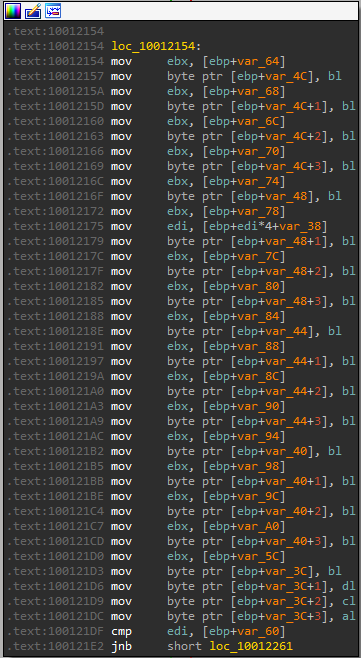 .text:10012154
.text:10012154 loc_10012154:
.text:10012154 mov ebx, [ebp+var_64]
.text:10012157 mov byte ptr [ebp+var_4C], bl
.text:1001215A mov ebx, [ebp+var_68]
.text:1001215D mov byte ptr [ebp+var_4C+1], bl
.text:10012160 mov ebx, [ebp+var_6C]
.text:10012163 mov byte ptr [ebp+var_4C+2], bl
.text:10012166 mov ebx, [ebp+var_70]
.text:10012169 mov byte ptr [ebp+var_4C+3], bl
.text:1001216C mov ebx, [ebp+var_74]
.text:1001216F mov byte ptr [ebp+var_48], bl
.text:10012172 mov ebx, [ebp+var_78]
.text:10012175 mov edi, [ebp+edi*4+var_38]
.text:10012179 mov byte ptr [ebp+var_48+1], bl
.text:1001217C mov ebx, [ebp+var_7C]
.text:1001217F mov byte ptr [ebp+var_48+2], bl
.text:10012182 mov ebx, [ebp+var_80]
.text:10012185 mov byte ptr [ebp+var_48+3], bl
.text:10012188 mov ebx, [ebp+var_84]
.text:1001218E mov byte ptr [ebp+var_44], bl
.text:10012191 mov ebx, [ebp+var_88]
.text:10012197 mov byte ptr [ebp+var_44+1], bl
.text:1001219A mov ebx, [ebp+var_8C]
.text:100121A0 mov byte ptr [ebp+var_44+2], bl
.text:100121A3 mov ebx, [ebp+var_90]
.text:100121A9 mov byte ptr [ebp+var_44+3], bl
.text:100121AC mov ebx, [ebp+var_94]
.text:100121B2 mov byte ptr [ebp+var_40], bl
.text:100121B5 mov ebx, [ebp+var_98]
.text:100121BB mov byte ptr [ebp+var_40+1], bl
.text:100121BE mov ebx, [ebp+var_9C]
.text:100121C4 mov byte ptr [ebp+var_40+2], bl
.text:100121C7 mov ebx, [ebp+var_A0]
.text:100121CD mov byte ptr [ebp+var_40+3], bl
.text:100121D0 mov ebx, [ebp+var_5C]
.text:100121D3 mov byte ptr [ebp+var_3C], bl
.text:100121D6 mov byte ptr [ebp+var_3C+1], dl
.text:100121D9 mov byte ptr [ebp+var_3C+2], cl
.text:100121DC mov byte ptr [ebp+var_3C+3], al
.text:100121DF cmp edi, [ebp+var_60]
.text:100121E2 jnb short loc_10012261